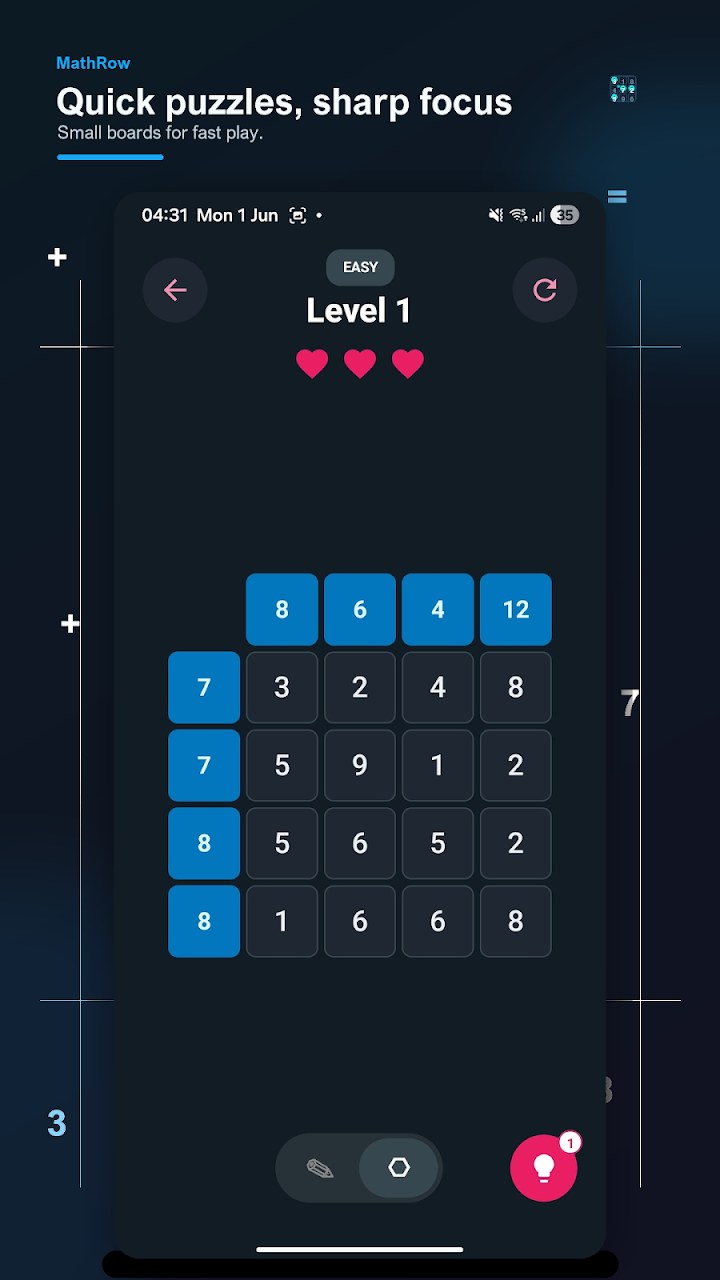 MathRow
Quick puzzles, sharp focus
Small boards for fast play.
=
04:31 Mon 1 Jun 35
+
EASY
Level 1
8 6 4 12
+
7 3 2 4 8
7
7 5 9 1 2
8 5 6 5 2
8 1 6 6 8
3
1